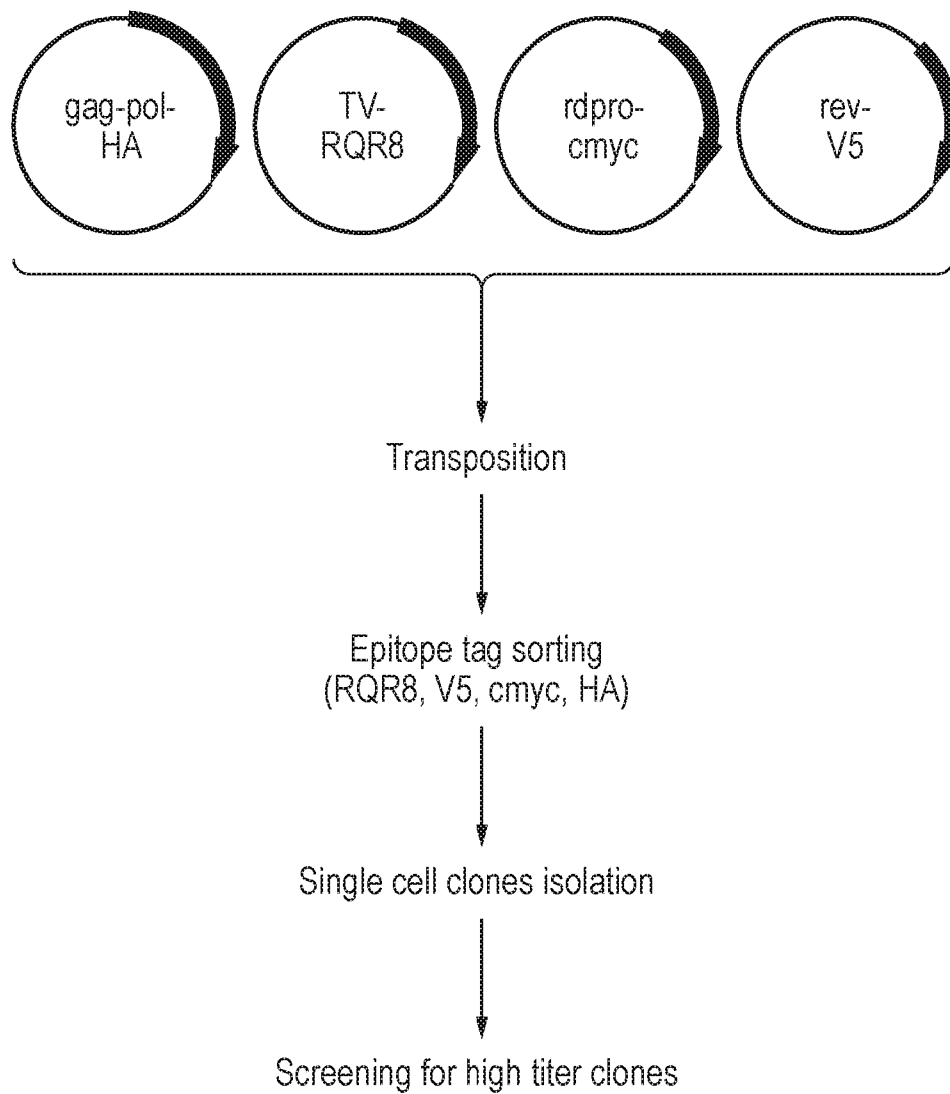 gag-pol-
HA
TV-
RQR8
rdpro-
cmyc
rev-
V5
Transposition
Epitope tag sorting
(RQR8, V5, cmyc, HA)
Single cell clones isolation
Screening for high titer clones